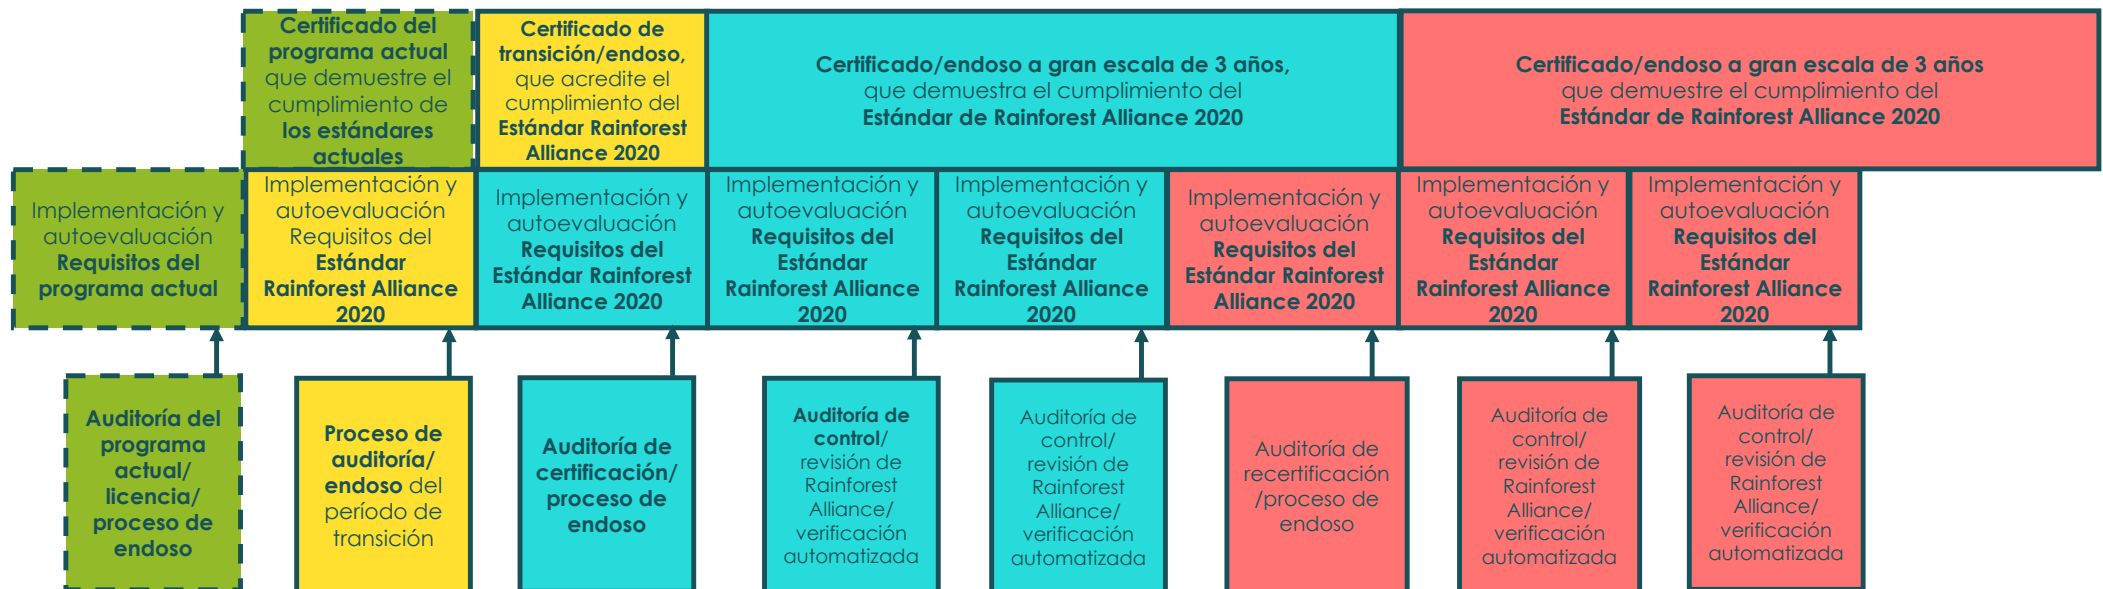 Certificado del
programa actual
que demuestre el
cumplimiento de
los estándares
actuales
Certificado de
transición/endoso,
que acredite el
cumplimiento del
Estándar Rainforest
Alliance 2020
Certificado/endoso a gran escala de 3 años,
que demuestra el cumplimiento del
Estándar de Rainforest Alliance 2020
Certificado/endoso a gran escala de 3 años
que demuestre el cumplimiento del
Estándar de Rainforest Alliance 2020
Implementación y
autoevaluación
Requisitos del
programa actual
Implementación y
autoevaluación
Requisitos del
Estándar
Rainforest Alliance
2020
Implementación y
autoevaluación
Requisitos del
Estándar Rainforest
Alliance 2020
Implementación y
autoevaluación
Requisitos del
Estándar
Rainforest Alliance
2020
Implementación y
autoevaluación
Requisitos del
Estándar
Rainforest Alliance
2020
Implementación y
autoevaluación
Requisitos del
Estándar Rainforest
Alliance 2020
Implementación y
autoevaluación
Requisitos del
Estándar
Rainforest Alliance
2020
Implementación y
autoevaluación
Requisitos del
Estándar
Rainforest Alliance
2020
Auditoría del
programa
actual/
licencia/
proceso de
endoso
Proceso de
auditoría/
endoso del
período de
transición
Auditoría de
certificación/
proceso de
endoso
Auditoría de
control/
revisión de
Rainforest
Alliance/
verificación
automatizada
Auditoría de
control/
revisión de
Rainforest
Alliance/
verificación
automatizada
Auditoría de
recertificación
/proceso de
endoso
Auditoría de
control/
revisión de
Rainforest
Alliance/
verificación
automatizada
Auditoría de
control/
revisión de
Rainforest
Alliance/
verificación
automatizada